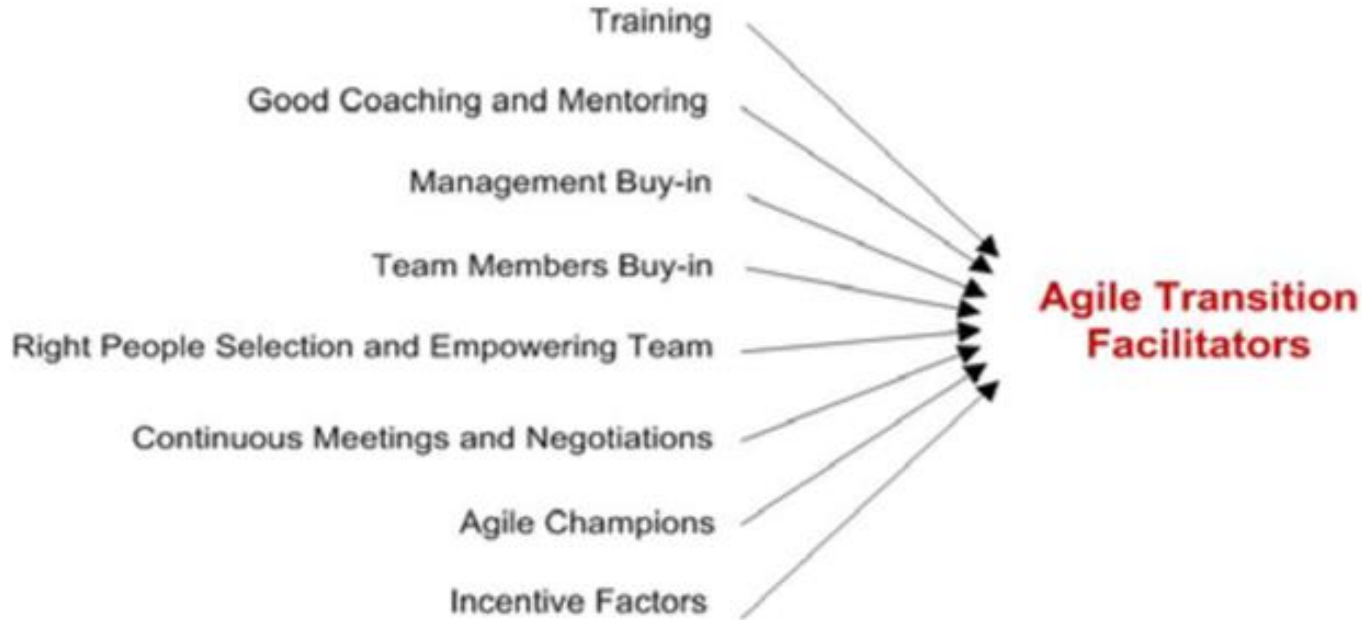 Training
Good Coaching and Mentoring
Management Buy-in
Team Members Buy-in
Right People Selection and Empowering Team
Continuous Meetings and Negotiations
Agile Champions
Incentive Factors
Agile Transition
Facilitators